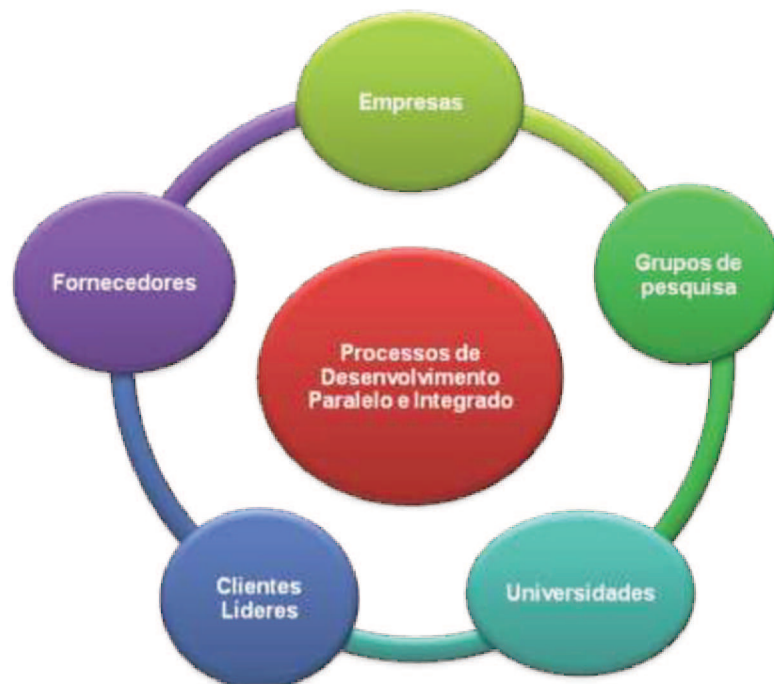 Empresas
Grupos de
pesquisa
Fornecedores
Processos de
Desenvolvimento
Paralelo e Integrado
Clientes
Lideres
Universidades